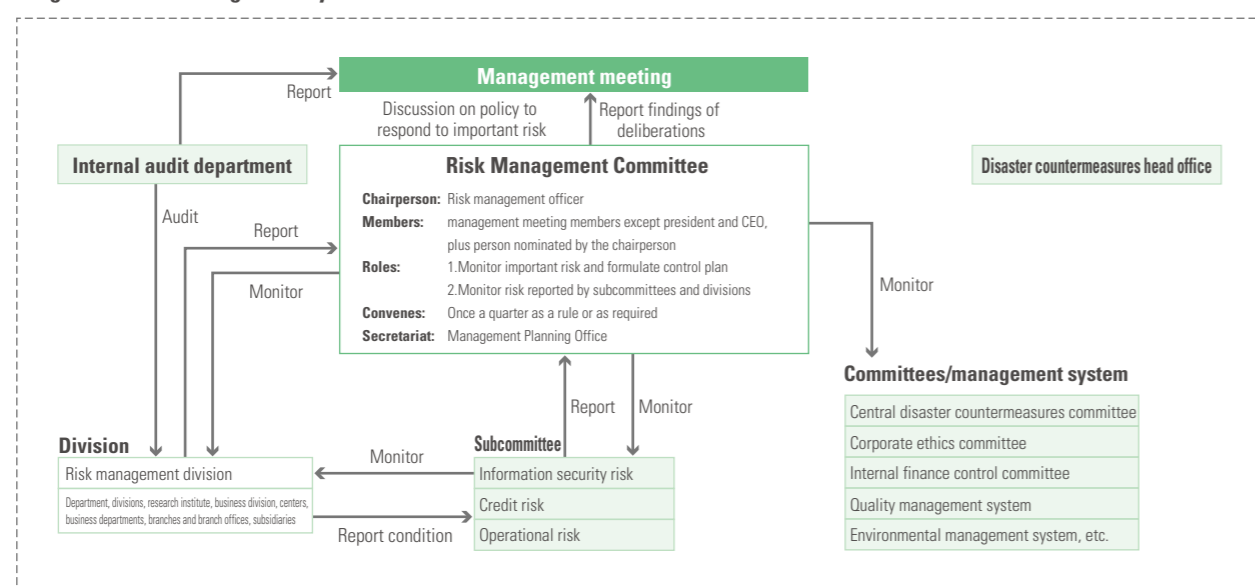 Management meeting
Report
Discussion on policy to
respond to important risk
Report findings of
deliberations
Internal audit department
Risk Management Committee
Chairperson: Risk management officer
Members: management meeting members except president and CEO,
plus person nominated by the chairperson
Roles: 1.Monitor important risk and formulate control plan
2.Monitor risk reported by subcommittees and divisions
Convenes: Once a quarter as a rule or as required
Secretariat: Management Planning Office
Disaster countermeasures head office
Audit
Report
Monitor
Monitor
Report
Monitor
Committees/management system
Central disaster countermeasures committee
Corporate ethics committee
Internal finance control committee
Quality management system
Environmental management system, etc.
Division
Risk management division
Department, divisions, research institute, business division, centers,
business departments, branches and branch offices, subsidiaries
Monitor
Report condition
Subcommittee
Information security risk
Credit risk
Operational risk